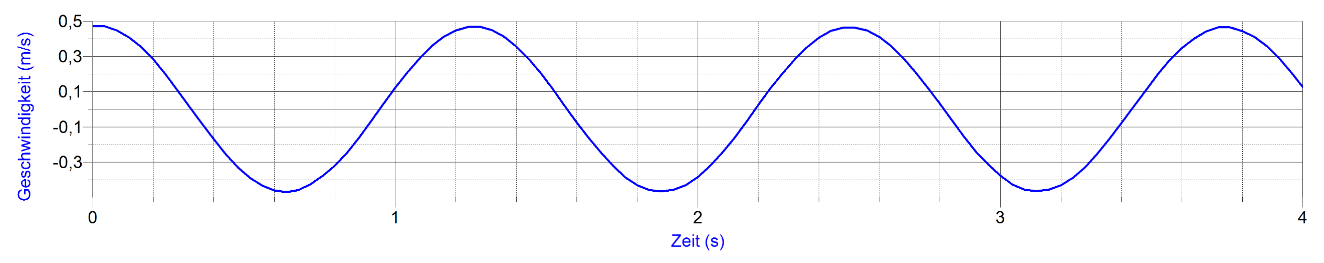 Geschwindigkeit (m/s)
0,5
0,3
0,1
-0,1
-0,3
0 1 2 3 4
Zeit (s)